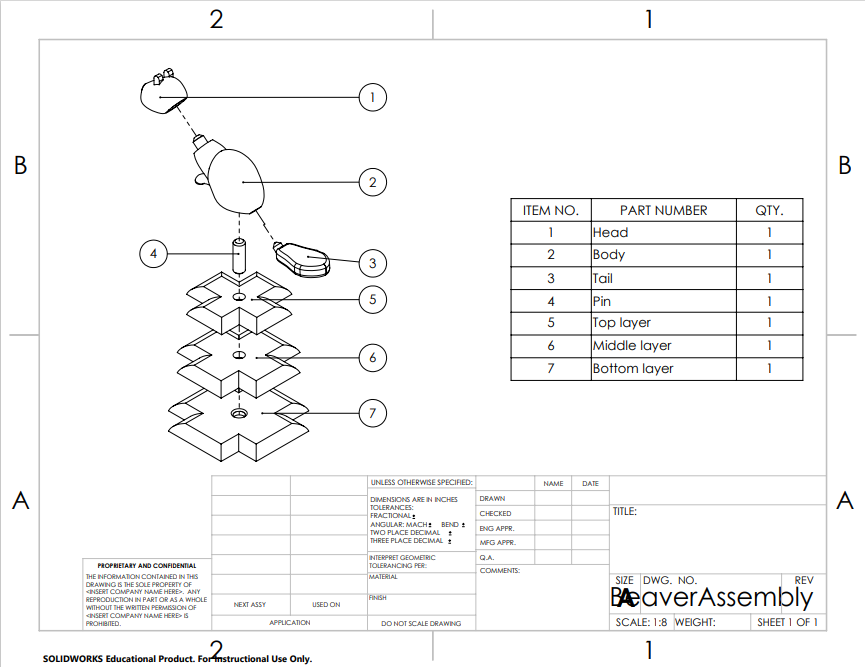 2 1
B B
1
2
4
3
5
6
7
ITEM NO. PART NUMBER QTY.
1 Head 1
2 Body 1
3 Tail 1
4 Pin 1
5 Top layer 1
6 Middle layer 1
7 Bottom layer 1
A A
PROPRIETARY AND CONFIDENTIAL
THE INFORMATION CONTAINED IN THIS
DRAWING IS THE SOLE PROPERTY OF
<INSERT COMPANY NAME HERE>. ANY
REPRODUCTION IN PART OR AS A WHOLE
WITHOUT THE WRITTEN PERMISSION OF
<INSERT COMPANY NAME HERE> IS
PROHIBITED.
NEXT ASSY USED ON
APPLICATION
UNLESS OTHERWISE SPECIFIED:
DIMENSIONS ARE IN INCHES
TOLERANCES:
FRACTIONAL ±
ANGULAR: MACH ± BEND ±
TWO PLACE DECIMAL ±
THREE PLACE DECIMAL ±
INTERPRET GEOMETRIC
TOLERANCING PER:
MATERIAL
FINISH
DO NOT SCALE DRAWING
NAME DATE
DRAWN
CHECKED
ENG APPR.
MFG APPR.
Q.A.
COMMENTS:
TITLE:
SIZE DWG. NO. REV
A BeaverAssembly
SCALE: 1:8 WEIGHT: SHEET 1 OF 1
2 1
SOLIDWORKS Educational Product. For Instructional Use Only.